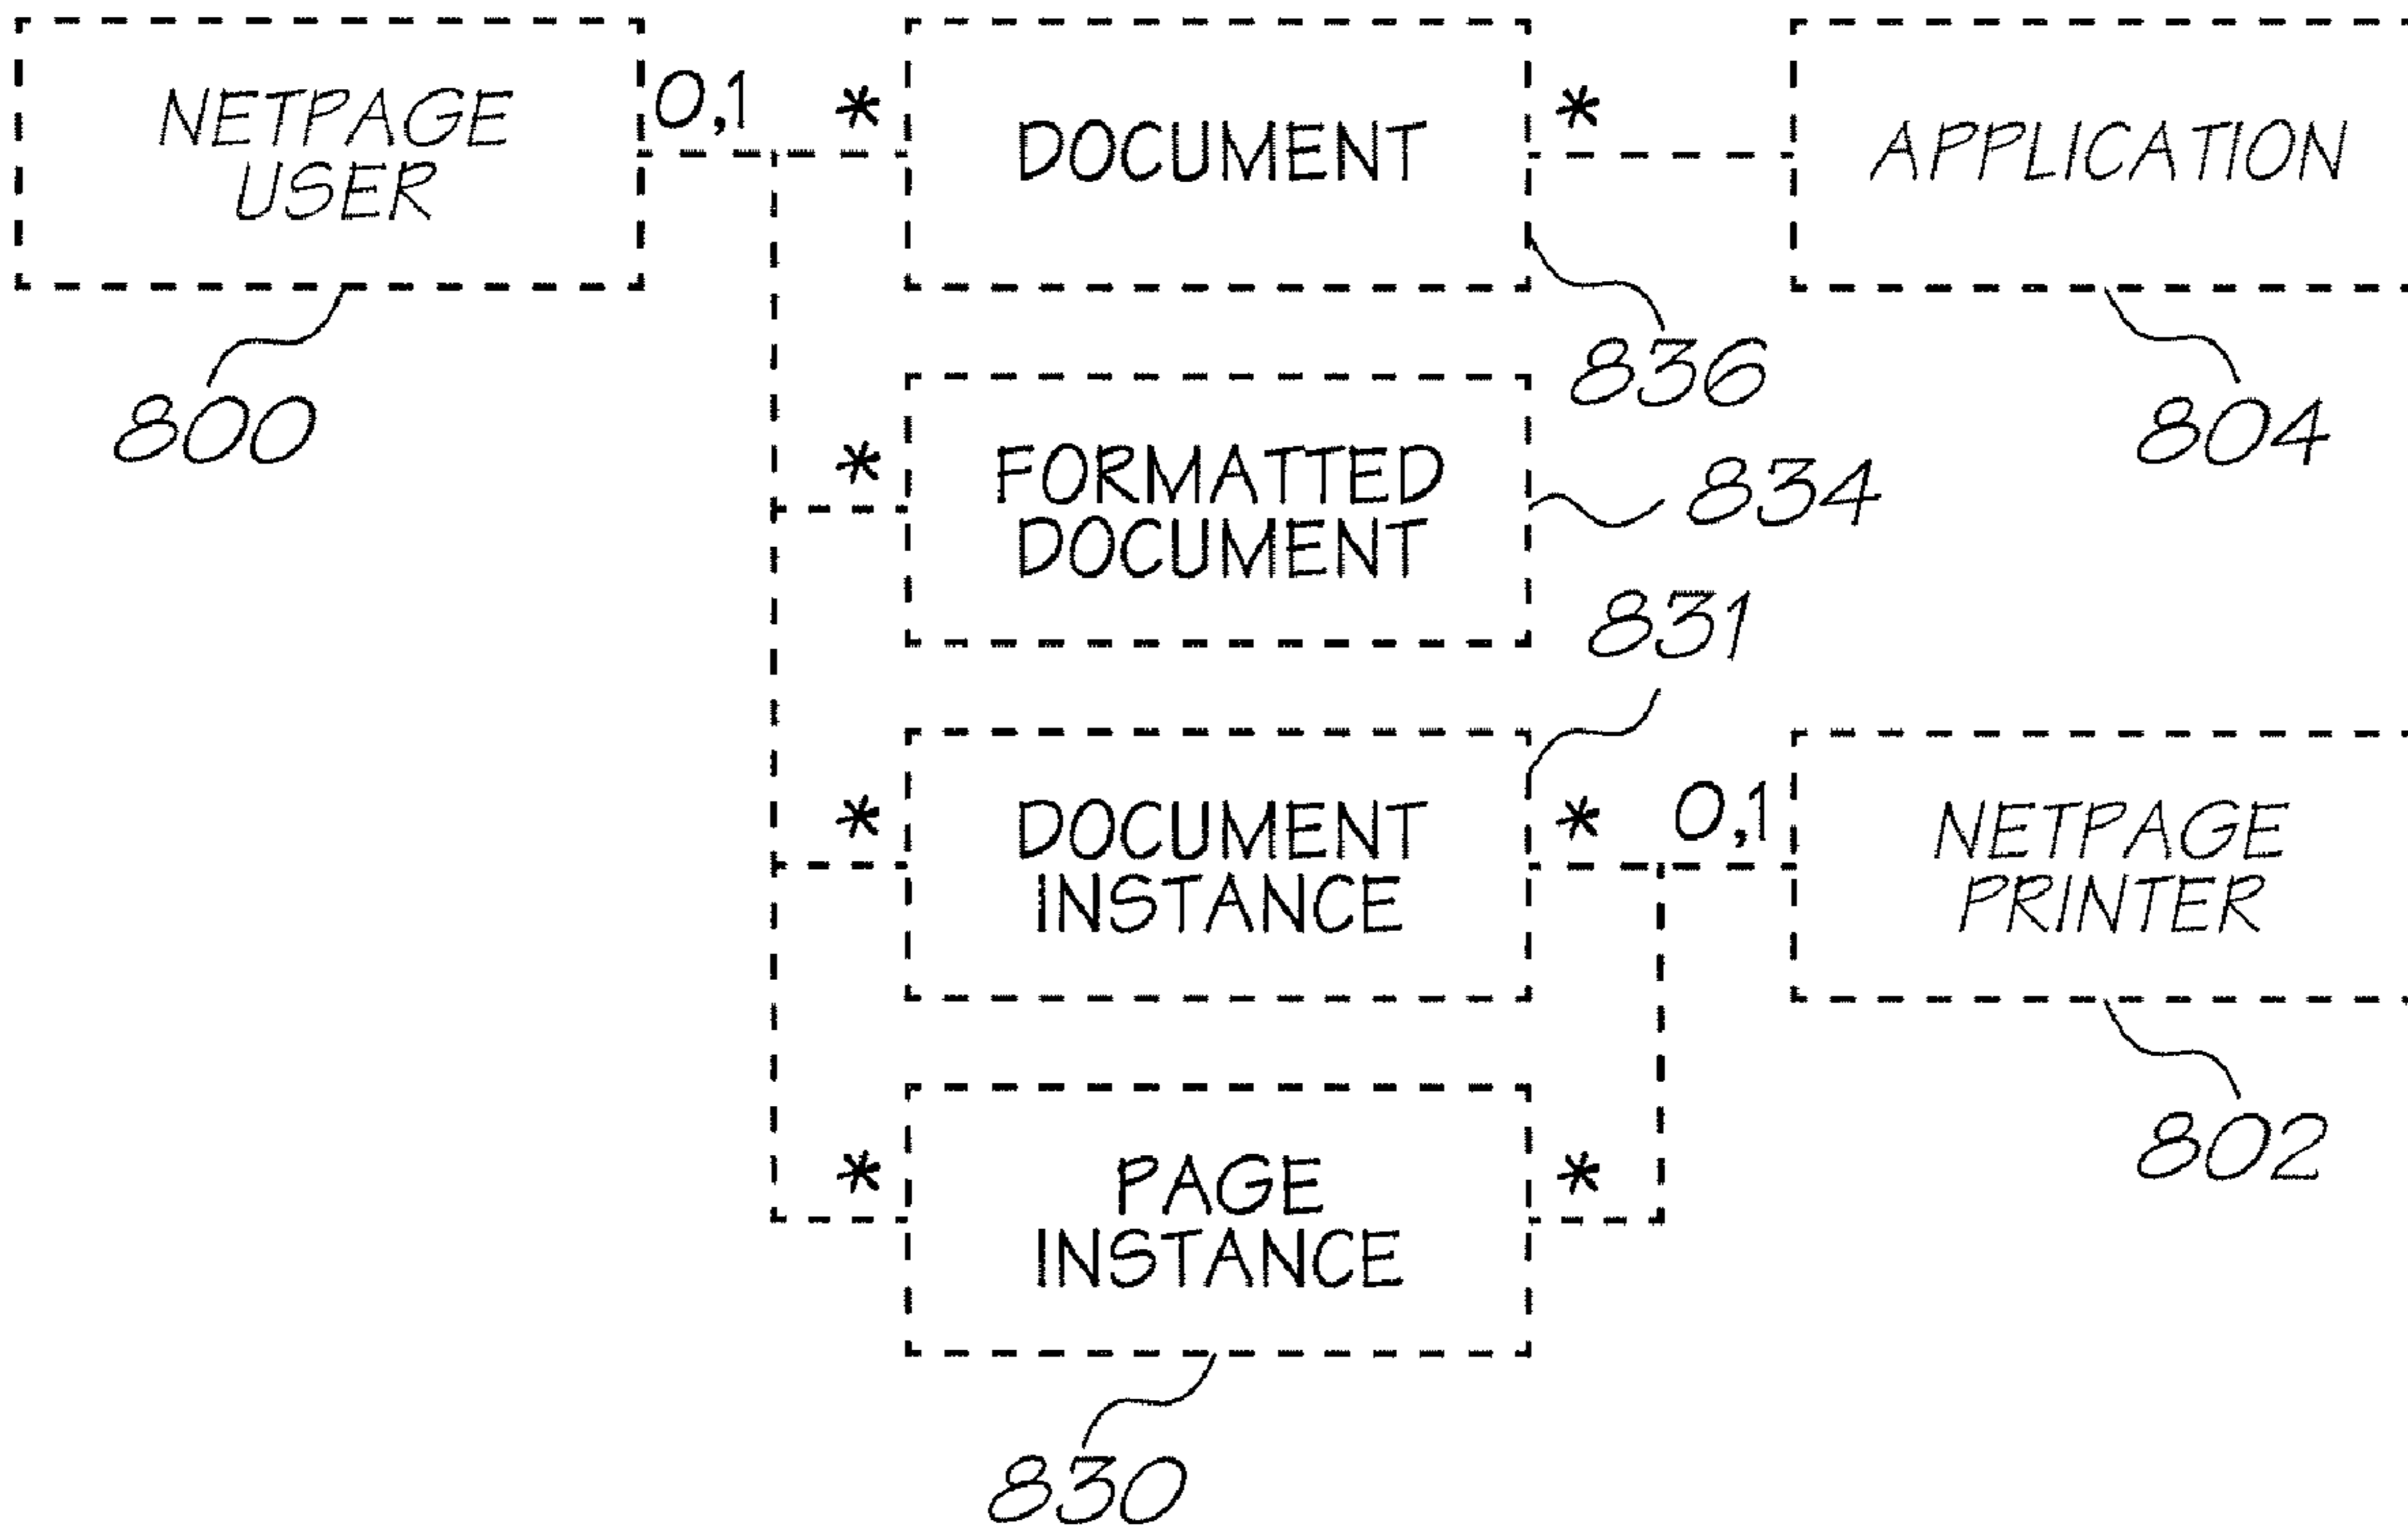 NETPAGE
USER
0,1
*
DOCUMENT
*
APPLICATION
800
836
804
*
FORMATTED
DOCUMENT
834
831
*
DOCUMENT
INSTANCE
*
0,1
NETPAGE
PRINTER
802
*
PAGE
INSTANCE
*
830